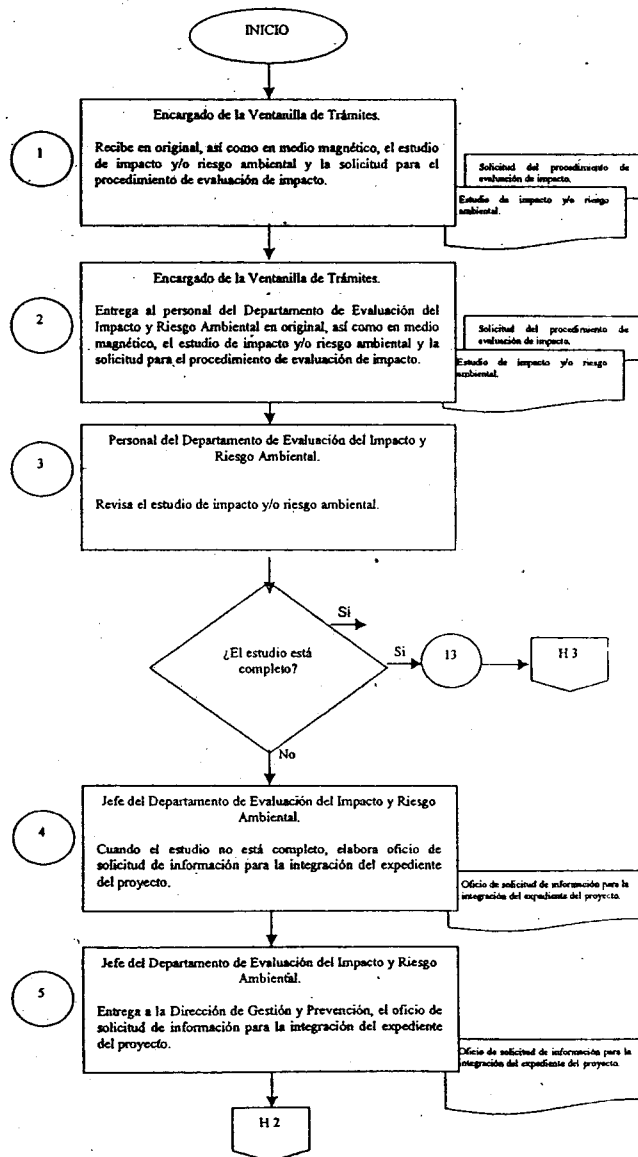 INICIO
1
Encargado de la Ventanilla de Trámites.
Recibe en original, así como en medio magnético, el estudio
de impacto y/o riesgo ambiental y la solicitud para el
procedimiento de evaluación de impacto.
Solicitud del procedimiento de
evaluación de impacto.
Estudio de impacto y/o riesgo
ambiental.
2
Encargado de la Ventanilla de Trámites.
Entrega al personal del Departamento de Evaluación del
Impacto y Riesgo Ambiental en original, así como en medio
magnético, el estudio de impacto y/o riesgo ambiental y la
solicitud para el procedimiento de evaluación de impacto.
Solicitud del procedimiento de
evaluación de impacto.
Estudio de impacto y/o riesgo
ambiental.
3
Personal del Departamento de Evaluación del Impacto y
Riesgo Ambiental.
Revisa el estudio de impacto y/o riesgo ambiental.
Si
¿El estudio está
completo?
Si
13
H 3
No
4
Jefe del Departamento de Evaluación del Impacto y Riesgo
Ambiental.
Cuando el estudio no está completo, elabora oficio de
solicitud de información para la integración del expediente
del proyecto.
Oficio de solicitud de información para la
integración del expediente del proyecto.
5
Jefe del Departamento de Evaluación del Impacto y Riesgo
Ambiental.
Entrega a la Dirección de Gestión y Prevención, el oficio de
solicitud de información para la integración del expediente
del proyecto.
Oficio de solicitud de información para la
integración del expediente del proyecto.
H 2